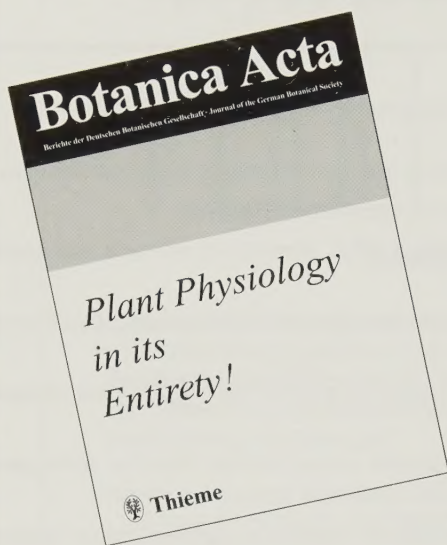 Botanica Acta
Berichte der Deutschen Botanischen Gesellschaft - Journal of the German Botanical Society
Plant Physiology
in its
Entirety!
Thieme